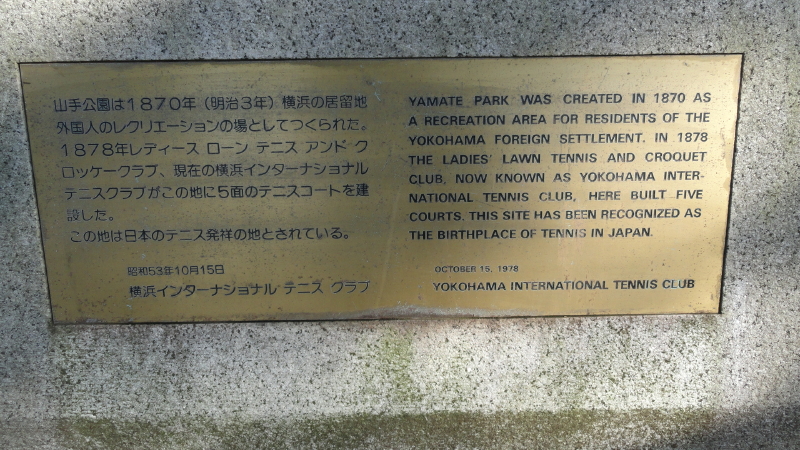 山手公園は1870年（明治3年）横浜の居留地
外国人のレクリエーションの場としてつくられた。
1878年レディース ローン テニス アンド ク
ロッケークラブ、現在の横浜インターナショナル
テニスクラブがこの地に5面のテニスコートを建
設した。
この地は日本のテニス発祥の地とされている。
昭和53年10月15日
横浜インターナショナル テニス クラブ
YAMATE PARK WAS CREATED IN 1870 AS
A RECREATION AREA FOR RESIDENTS OF THE
YOKOHAMA FOREIGN SETTLEMENT. IN 1878
THE LADIES' LAWN TENNIS AND CROQUET
CLUB, NOW KNOWN AS YOKOHAMA INTER-
NATIONAL TENNIS CLUB, HERE BUILT FIVE
COURTS. THIS SITE HAS BEEN RECOGNIZED AS
THE BIRTHPLACE OF TENNIS IN JAPAN.
OCTOBER 15, 1978
YOKOHAMA INTERNATIONAL TENNIS CLUB